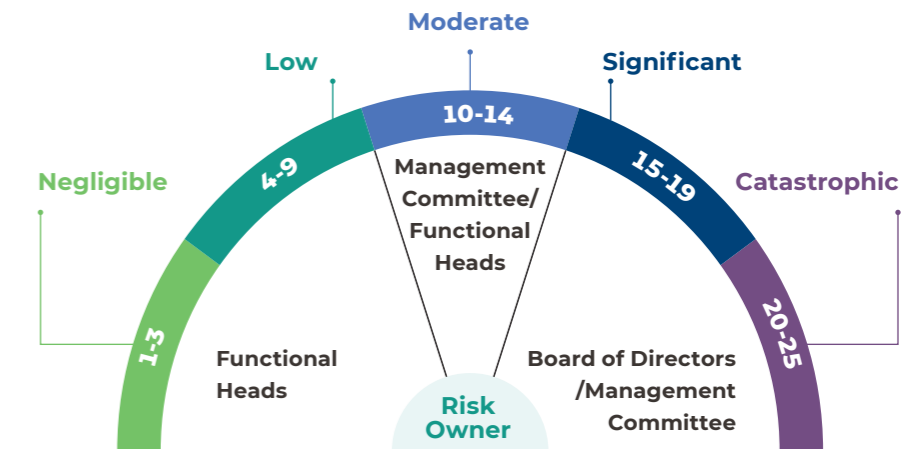 Moderate
Low
Significant
10-14
4-9
15-19
Management
Committee/
Functional
Heads
Negligible
Catastrophic
1-3
20-25
Functional
Heads
Board of Directors
/Management
Committee
Risk
Owner